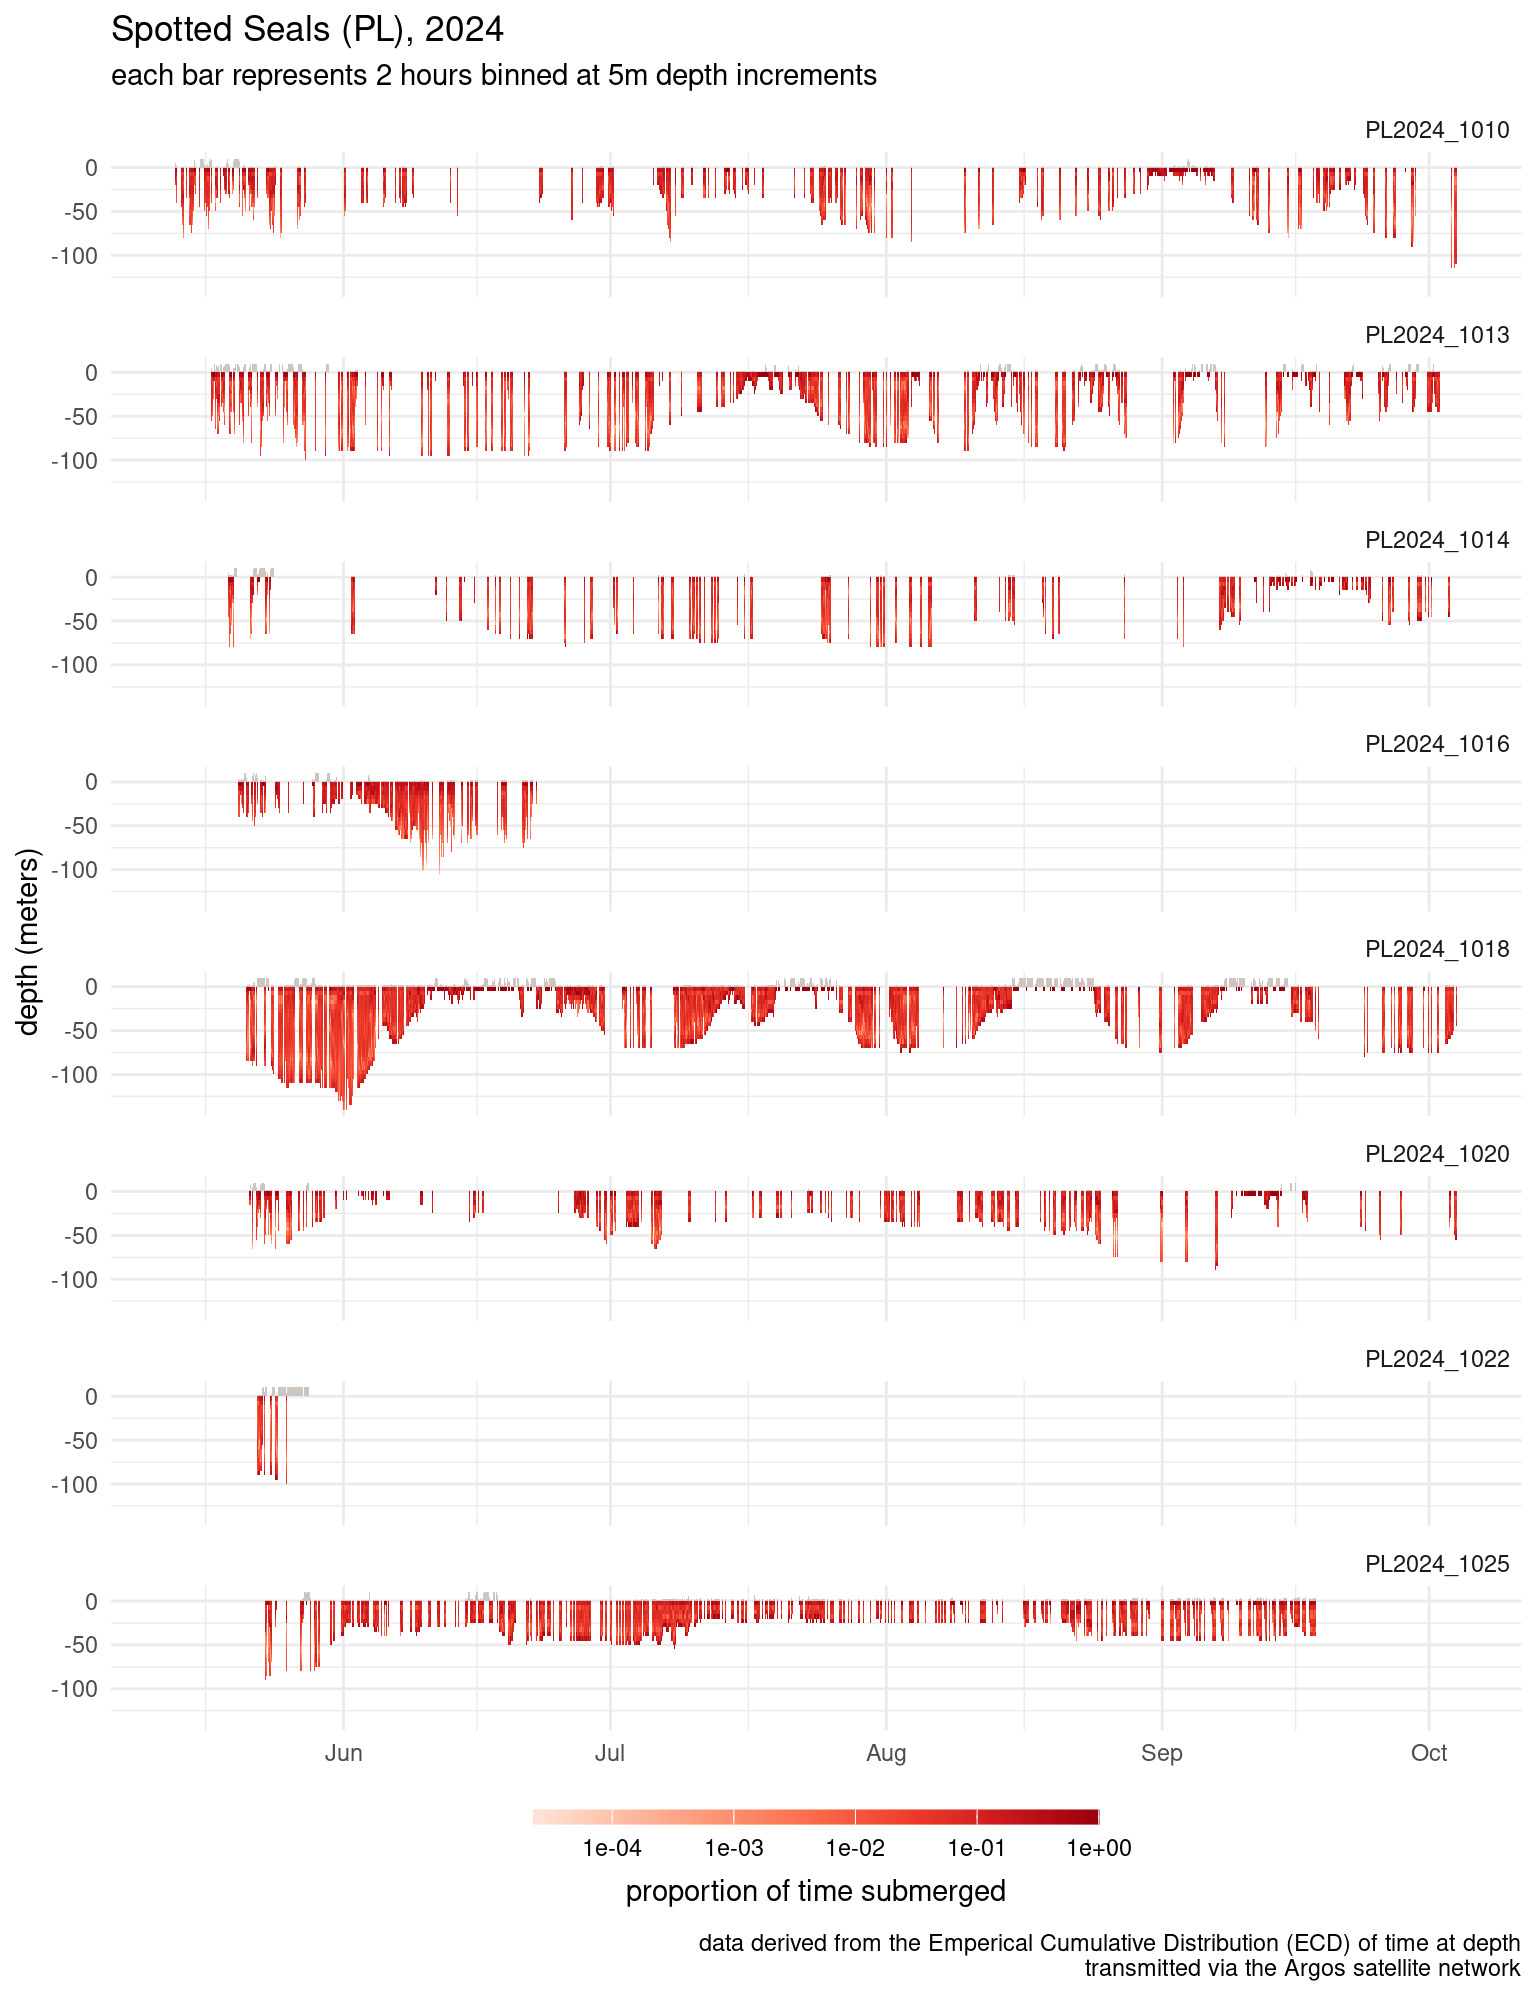 Spotted Seals (PL), 2024
each bar represents 2 hours binned at 5m depth increments
PL2024_1010
0
-50
-100
PL2024_1013
0
-50
-100
PL2024_1014
0
-50
-100
PL2024_1016
0
-50
-100
depth (meters)
PL2024_1018
0
-50
-100
PL2024_1020
0
-50
-100
PL2024_1022
0
-50
-100
PL2024_1025
0
-50
-100
Jun Jul Aug Sep Oct
1e-04 1e-03 1e-02 1e-01 1e+00
proportion of time submerged
data derived from the Emperical Cumulative Distribution (ECD) of time at depth
transmitted via the Argos satellite network